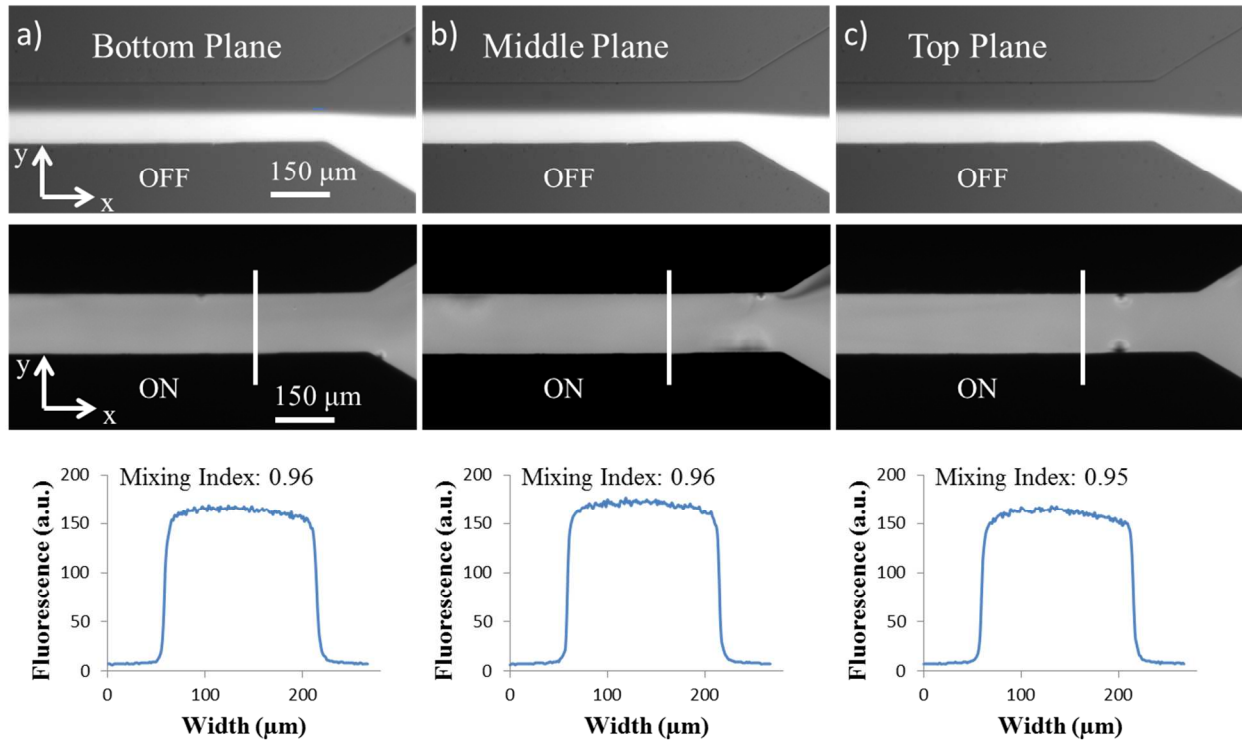 a)
Bottom Plane
y
x
OFF
150 µm
b)
Middle Plane
OFF
c)
Top Plane
OFF
y
x
ON
150 µm
ON
ON
Mixing Index: 0.96
Fluorescence (a.u.)
200
150
100
50
0
0 100 200
Width (µm)
Mixing Index: 0.96
Fluorescence (a.u.)
200
150
100
50
0
0 100 200
Width (µm)
Mixing Index: 0.95
Fluorescence (a.u.)
200
150
100
50
0
0 100 200
Width (µm)